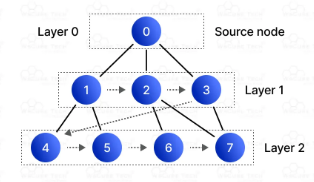 Layer 0 0 Source node
1 2 3 Layer 1
4 5 6 7 Layer 2